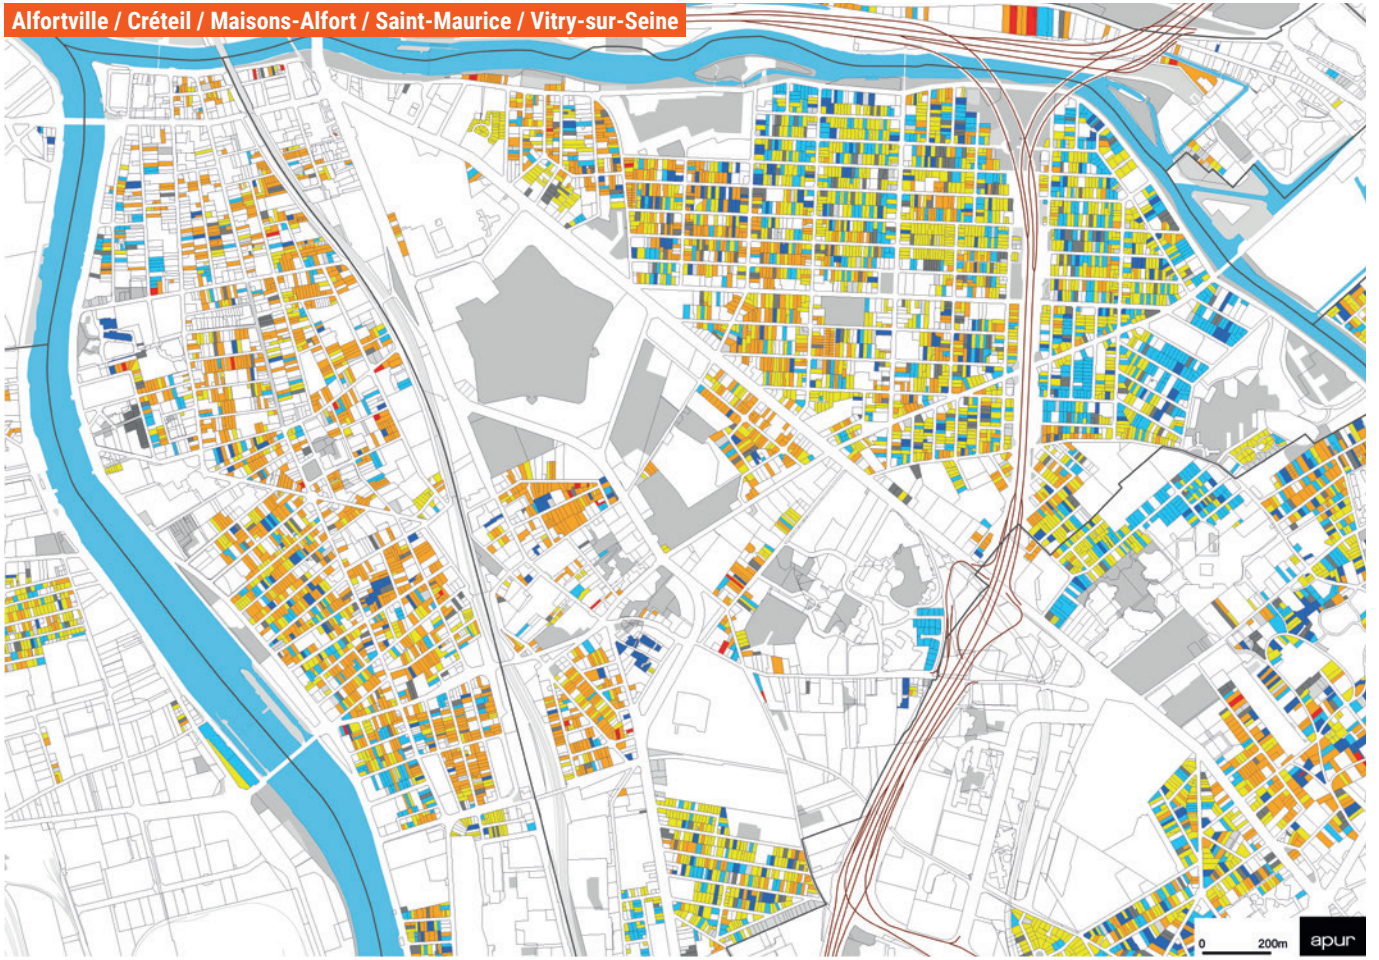 Alfortville / Créteil / Maisons-Alfort / Saint-Maurice / Vitry-sur-Seine
0 200m
apur